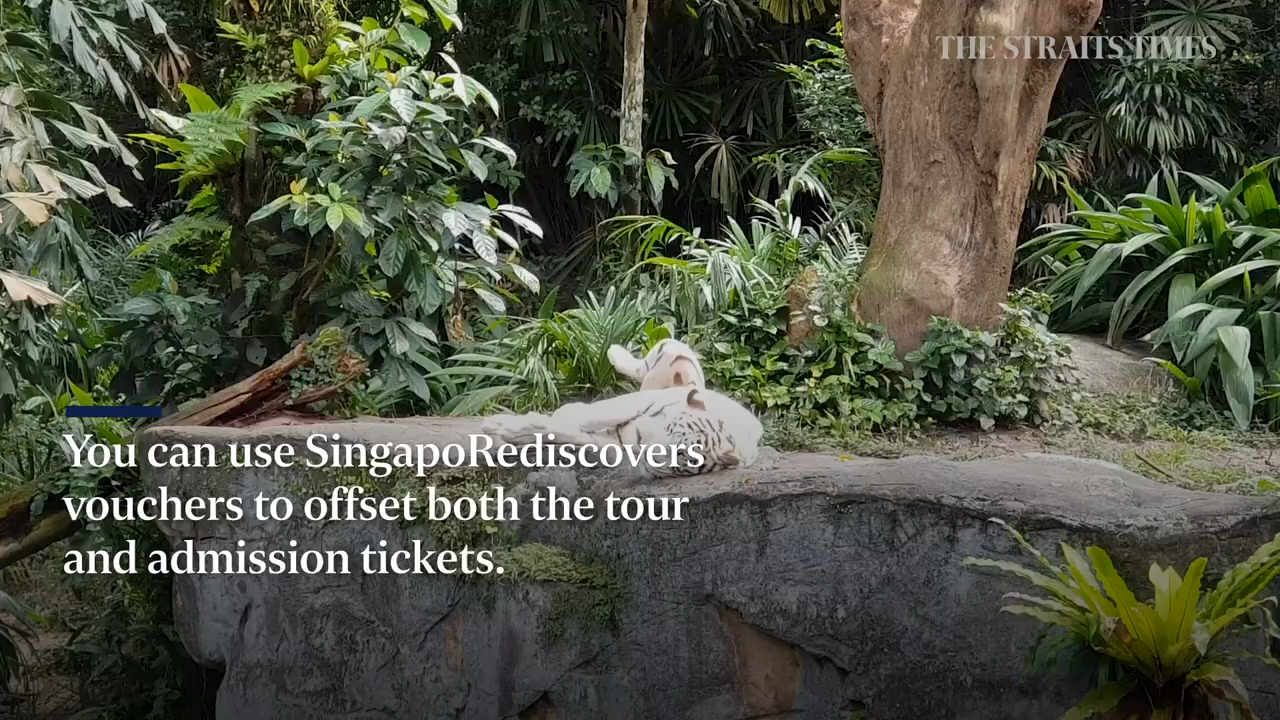 THE STRAITS TIMES
You can use SingapoRediscovers
vouchers to offset both the tour
and admission tickets.